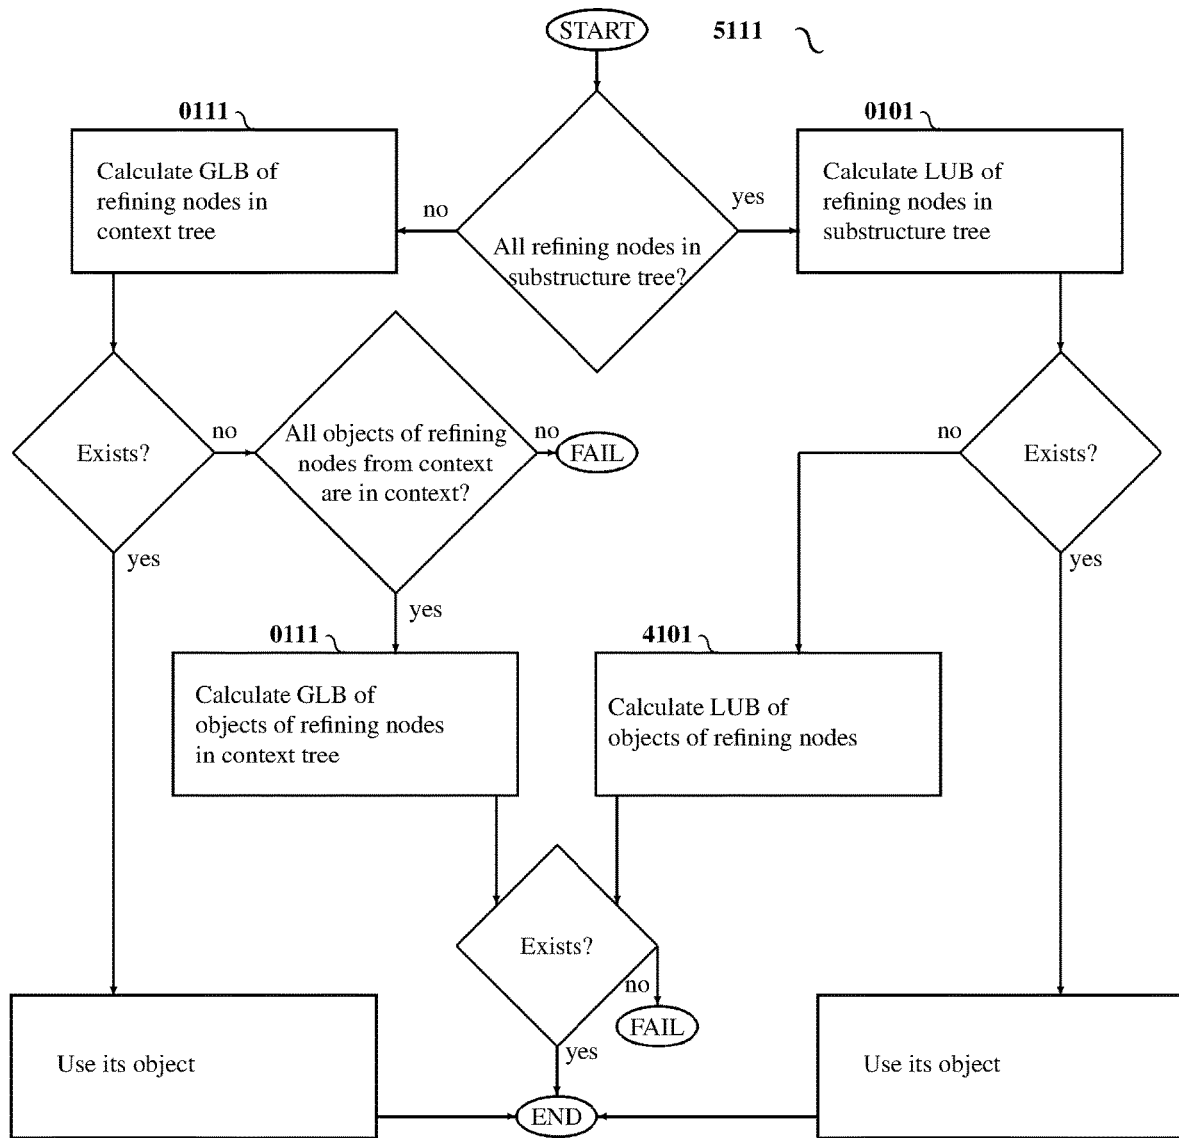 START
5111
0111
0101
Calculate GLB of
refining nodes in
context tree
no
yes
Calculate LUB of
refining nodes in
substructure tree
All refining nodes in
substructure tree?
Exists?
no
All objects of refining
nodes from context
are in context?
no
FAIL
no
Exists?
yes
yes
yes
0111
4101
Calculate GLB of
objects of refining nodes
in context tree
Calculate LUB of
objects of refining nodes
Exists?
no
FAIL
yes
Use its object
Use its object
END